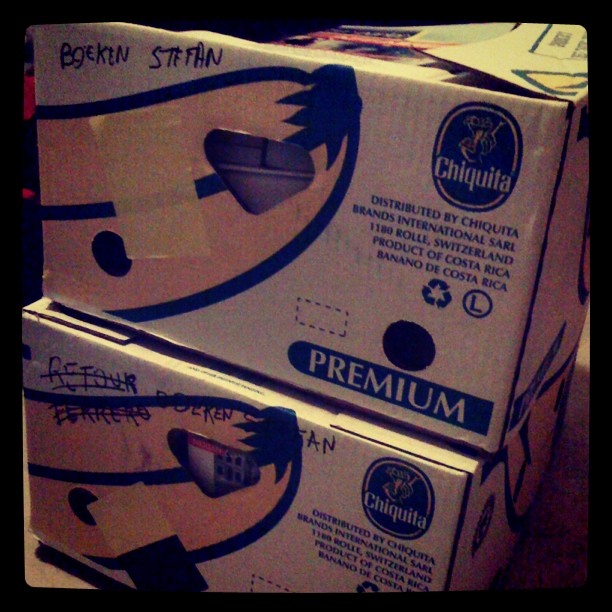 BOEKEN STEFAN
Chiquita
DISTRIBUTED BY CHIQUITA
BRANDS INTERNATIONAL SARL
1180 ROLLE, SWITZERLAND
PRODUCT OF COSTA RICA
BANANO DE COSTA RICA
L
PREMIUM
RETOUR
FERRERO BOEKEN
Chiquita
DISTRIBUTED BY CHIQUITA
BRANDS INTERNATIONAL SARL
1180 ROLLE, SWITZERLAND
PRODUCT OF COSTA RICA
BANANO DE COSTA